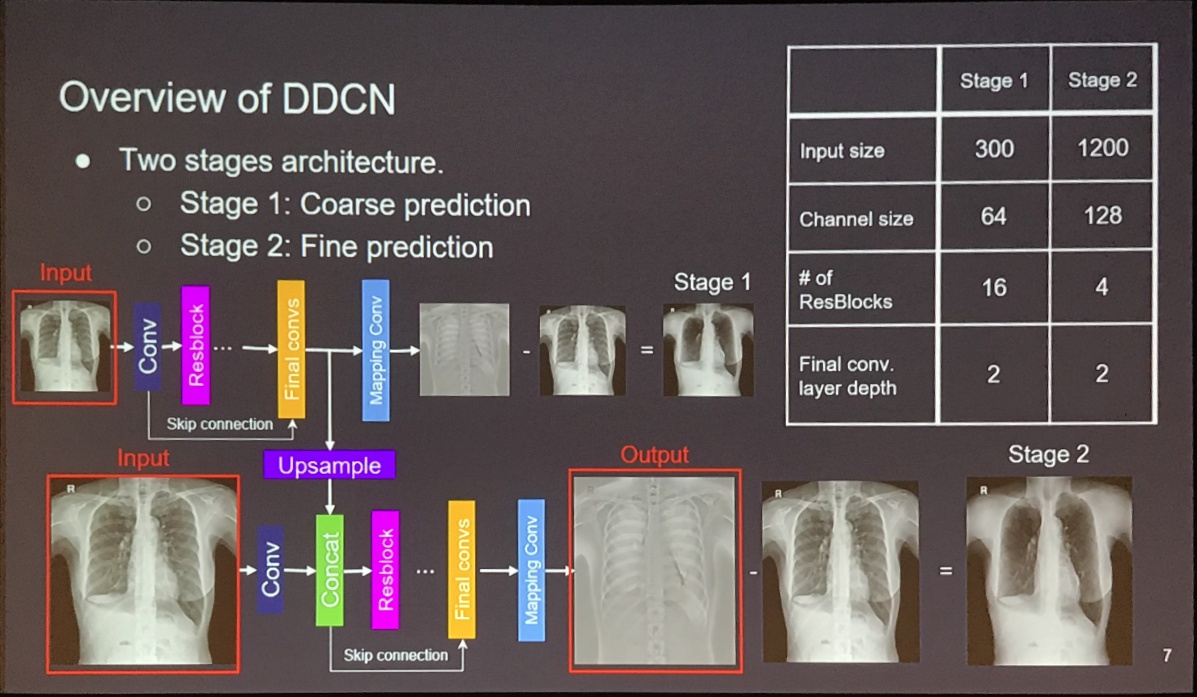 Overview of DDCN
● Two stages architecture.
○ Stage 1: Coarse prediction
○ Stage 2: Fine prediction
Stage 1 Stage 2
Input size 300 1200
Channel size 64 128
# of
ResBlocks 16 4
Final conv.
layer depth 2 2
Input
Conv
Resblock
...
Final convs
Mapping Conv
-
=
Stage 1
Skip connection
Upsample
Input
R
Conv
Concat
Resblock
...
Final convs
Mapping Conv
Skip connection
Output
-
R
=
Stage 2
R
7